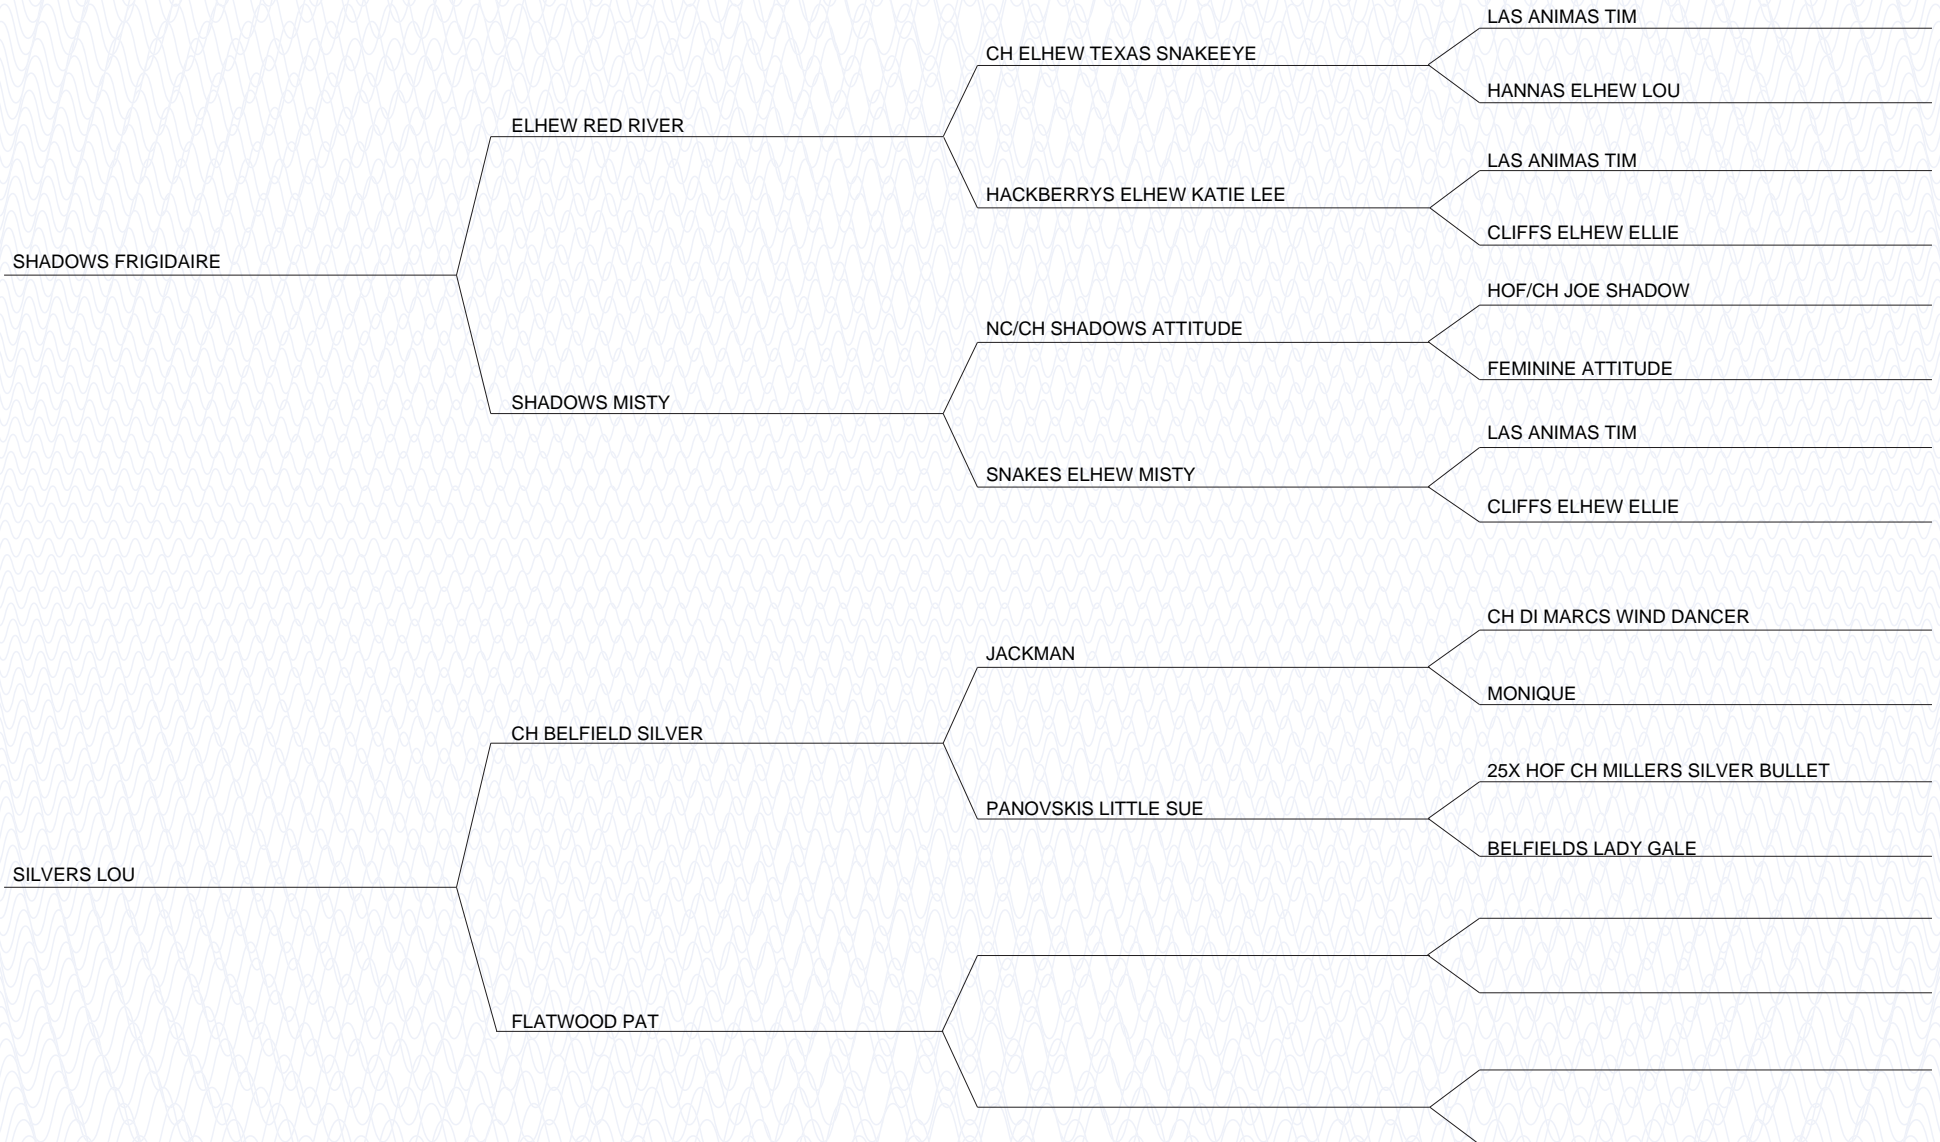 LAS ANIMAS TIM
CH ELHEW TEXAS SNAKEEYE
HANNAS ELHEW LOU
ELHEW RED RIVER
LAS ANIMAS TIM
HACKBERRYS ELHEW KATIE LEE
CLIFFS ELHEW ELLIE
SHADOWS FRIGIDAIRE
HOF/CH JOE SHADOW
NC/CH SHADOWS ATTITUDE
FEMININE ATTITUDE
SHADOWS MISTY
LAS ANIMAS TIM
SNAKES ELHEW MISTY
CLIFFS ELHEW ELLIE
CH DI MARCS WIND DANCER
JACKMAN
MONIQUE
CH BELFIELD SILVER
25X HOF CH MILLERS SILVER BULLET
PANOVSKIS LITTLE SUE
BELFIELDS LADY GALE
SILVERS LOU
FLATWOOD PAT